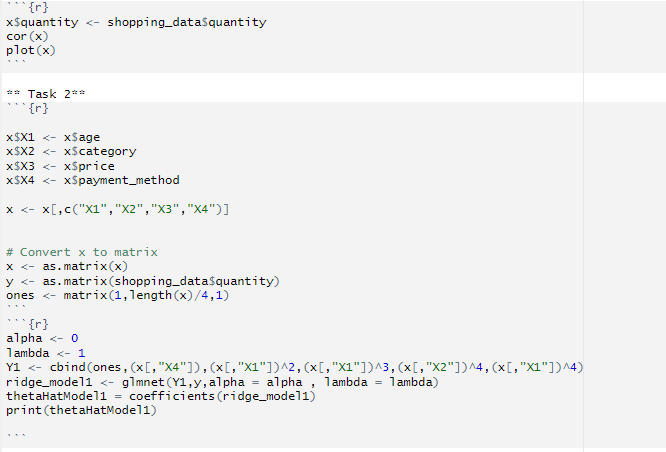 ```{r}
x$quantity <- shopping_data$quantity
cor(x)
plot(x)
```
** Task 2**
```{r}
x$X1 <- x$age
x$X2 <- x$category
x$X3 <- x$price
x$X4 <- x$payment_method
x <- x[,c("X1","X2","X3","X4")]
# Convert x to matrix
x <- as.matrix(x)
y <- as.matrix(shopping_data$quantity)
ones <- matrix(1,length(x)/4,1)
```
```{r}
alpha <- 0
lambda <- 1
Y1 <- cbind(ones,(x[,"X4"]),(x[,"X1"])^2,(x[,"X1"])^3,(x[,"X2"])^4,(x[,"X1"])^4)
ridge_model1 <- glmnet(Y1,y,alpha = alpha , lambda = lambda)
thetaHatModel1 = coefficients(ridge_model1)
print(thetaHatModel1)
```